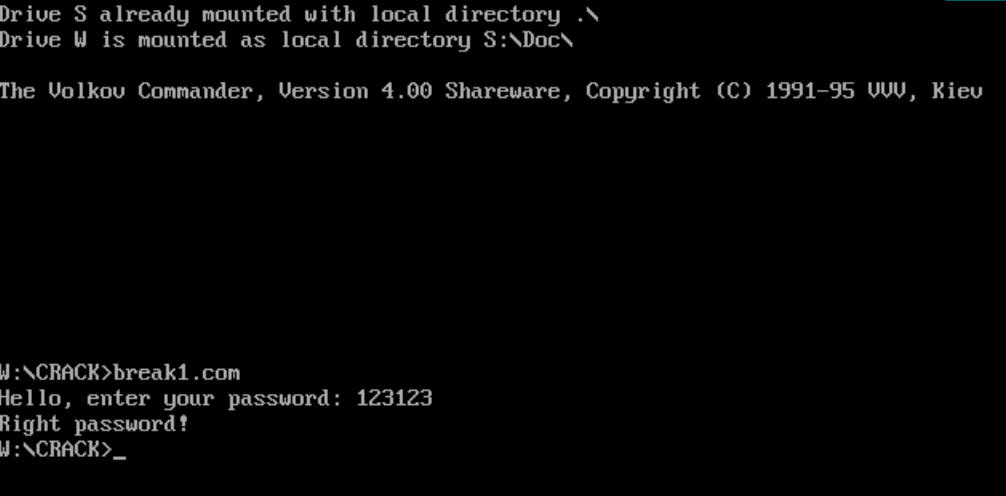 Drive S already mounted with local directory .\
Drive W is mounted as local directory S:\Doc\
The Volkov Commander, Version 4.00 Shareware, Copyright (C) 1991-95 VVV, Kiev
W:\CRACK>break1.com
Hello, enter your password: 123123
Right password!
W:\CRACK>_